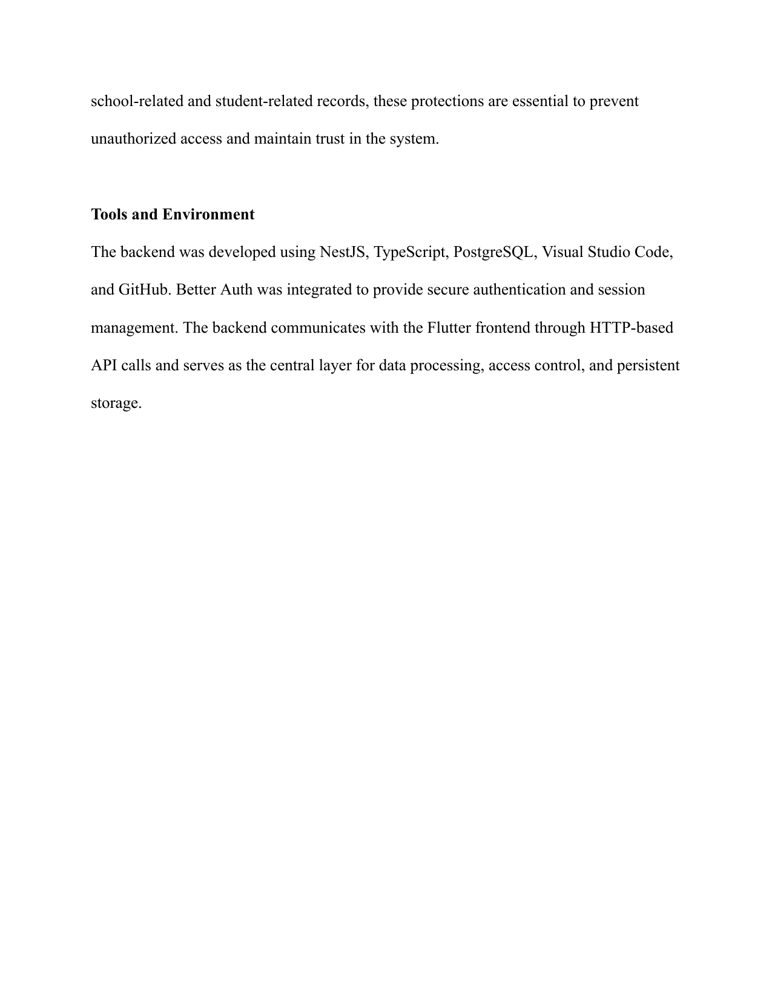 school-related and student-related records, these protections are essential to prevent
unauthorized access and maintain trust in the system.
Tools and Environment
The backend was developed using NestJS, TypeScript, PostgreSQL, Visual Studio Code,
and GitHub. Better Auth was integrated to provide secure authentication and session
management. The backend communicates with the Flutter frontend through HTTP-based
API calls and serves as the central layer for data processing, access control, and persistent
storage.